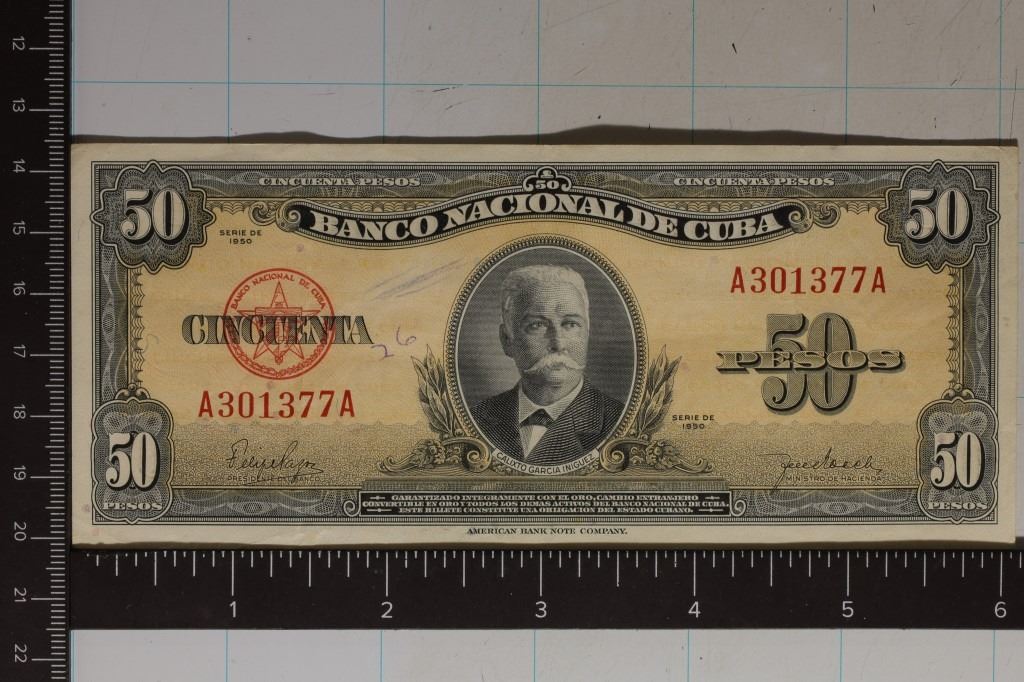 12
13
14
15
16
17
18
19
20
21
22
CINCUENTA PESOS
50
CINCUENTA PESOS
50
BANCO NACIONAL DE CUBA
50
SERIE DE
1950
BANCO NACIONAL DE CUBA
CINCUENTA
26
A301377A
A301377A
50
PESOS
SERIE DE
1950
CALIXTO GARCIA INIGUEZ
50
PESOS
PRESIDENTE DEL BANCO
MINISTRO DE HACIENDA
50
PESOS
GARANTIZADO INTEGRAMENTE CON EL ORO, CAMBIO EXTRANJERO
CONVERTIBLE EN ORO Y TODOS LOS DEMAS ACTIVOS DEL BANCO NACIONAL DE CUBA.
ESTE BILLETE CONSTITUYE UNA OBLIGACION DEL ESTADO CUBANO.
AMERICAN BANK NOTE COMPANY.
1 2 3 4 5 6